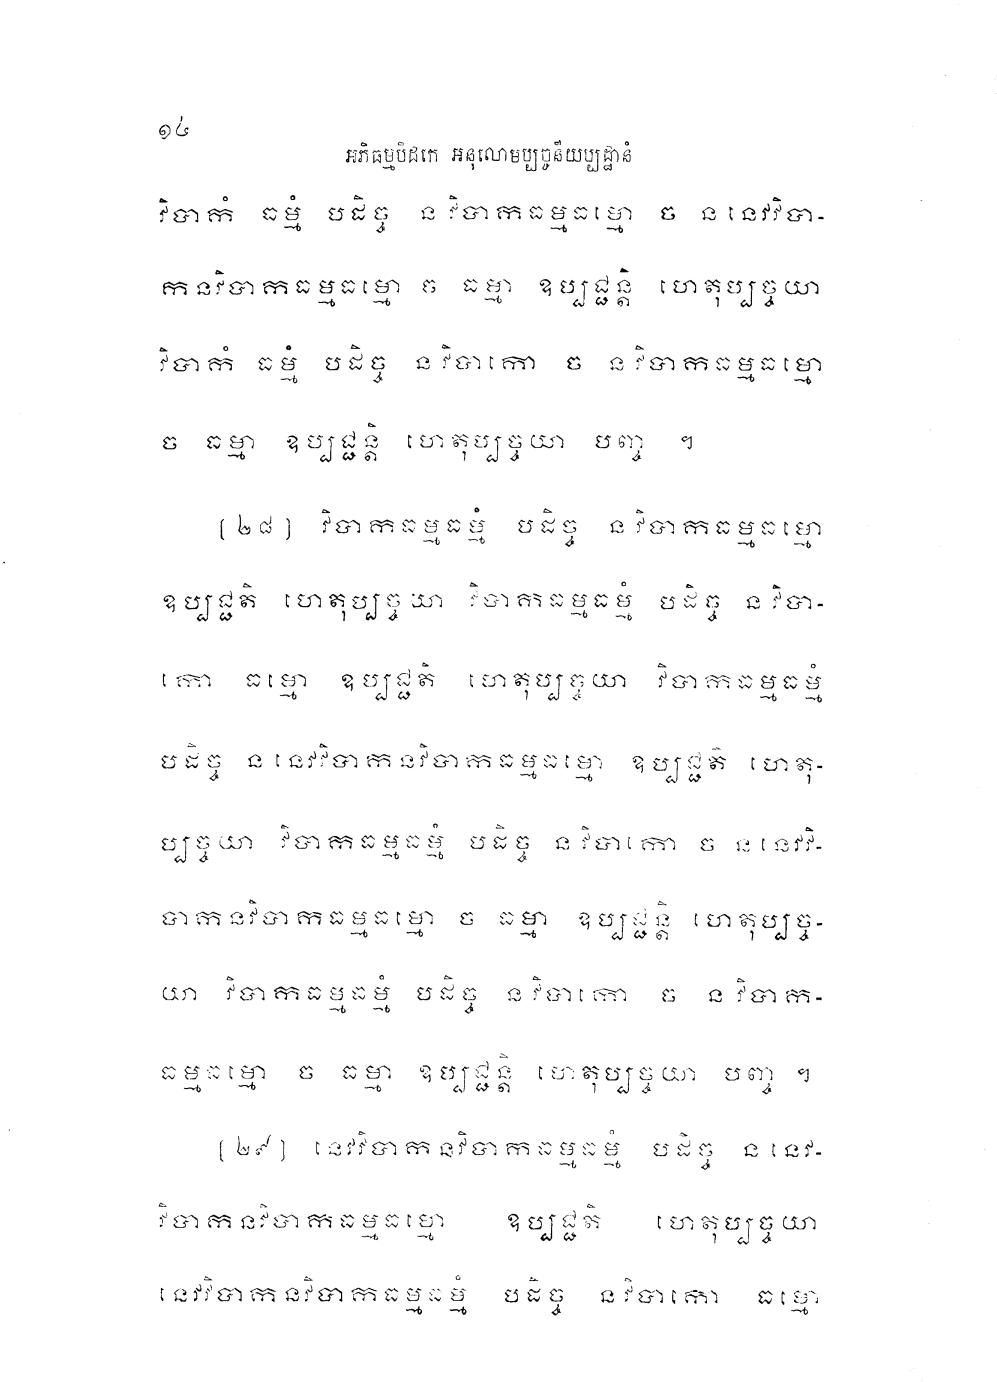 ១៤
អភិធម្មបិដកេ អនុលោមប្បច្ចនីយប្បដ្ឋានំ
វិបាកំ ធម្មំ បដិច្ច ន វិបាកធម្មធម្មោ ច ន នេវវិបា-
កនវិបាកធម្មធម្មោ ច ធម្មា ឧប្បជ្ជន្តិ ហេតុប្បច្ចយា
វិបាកំ ធម្មំ បដិច្ច ន វិបាកោ ច ន វិបាកធម្មធម្មោ
ច ធម្មា ឧប្បជ្ជន្តិ ហេតុប្បច្ចយា បញ្ច ។
[២៨] វិបាកធម្មធម្មំ បដិច្ច ន វិបាកធម្មធម្មោ
ឧប្បជ្ជតិ ហេតុប្បច្ចយា វិបាកធម្មធម្មំ បដិច្ច ន វិបា-
កោ ធម្មោ ឧប្បជ្ជតិ ហេតុប្បច្ចយា វិបាកធម្មធម្មំ
បដិច្ច ន នេវវិបាកនវិបាកធម្មធម្មោ ឧប្បជ្ជតិ ហេតុ-
ប្បច្ចយា វិបាកធម្មធម្មំ បដិច្ច ន វិបាកោ ច ន នេវវិ-
បាកនវិបាកធម្មធម្មោ ច ធម្មា ឧប្បជ្ជន្តិ ហេតុប្បច្ច-
យា វិបាកធម្មធម្មំ បដិច្ច ន វិបាកោ ច ន វិបាក-
ធម្មធម្មោ ច ធម្មា ឧប្បជ្ជន្តិ ហេតុប្បច្ចយា បញ្ច ។
[២៩] នេវវិបាកនវិបាកធម្មធម្មំ បដិច្ច ន នេវ-
វិបាកនវិបាកធម្មធម្មោ ឧប្បជ្ជតិ ហេតុប្បច្ចយា
នេវវិបាកនវិបាកធម្មធម្មំ បដិច្ច ន វិបាកោ ធម្មោ